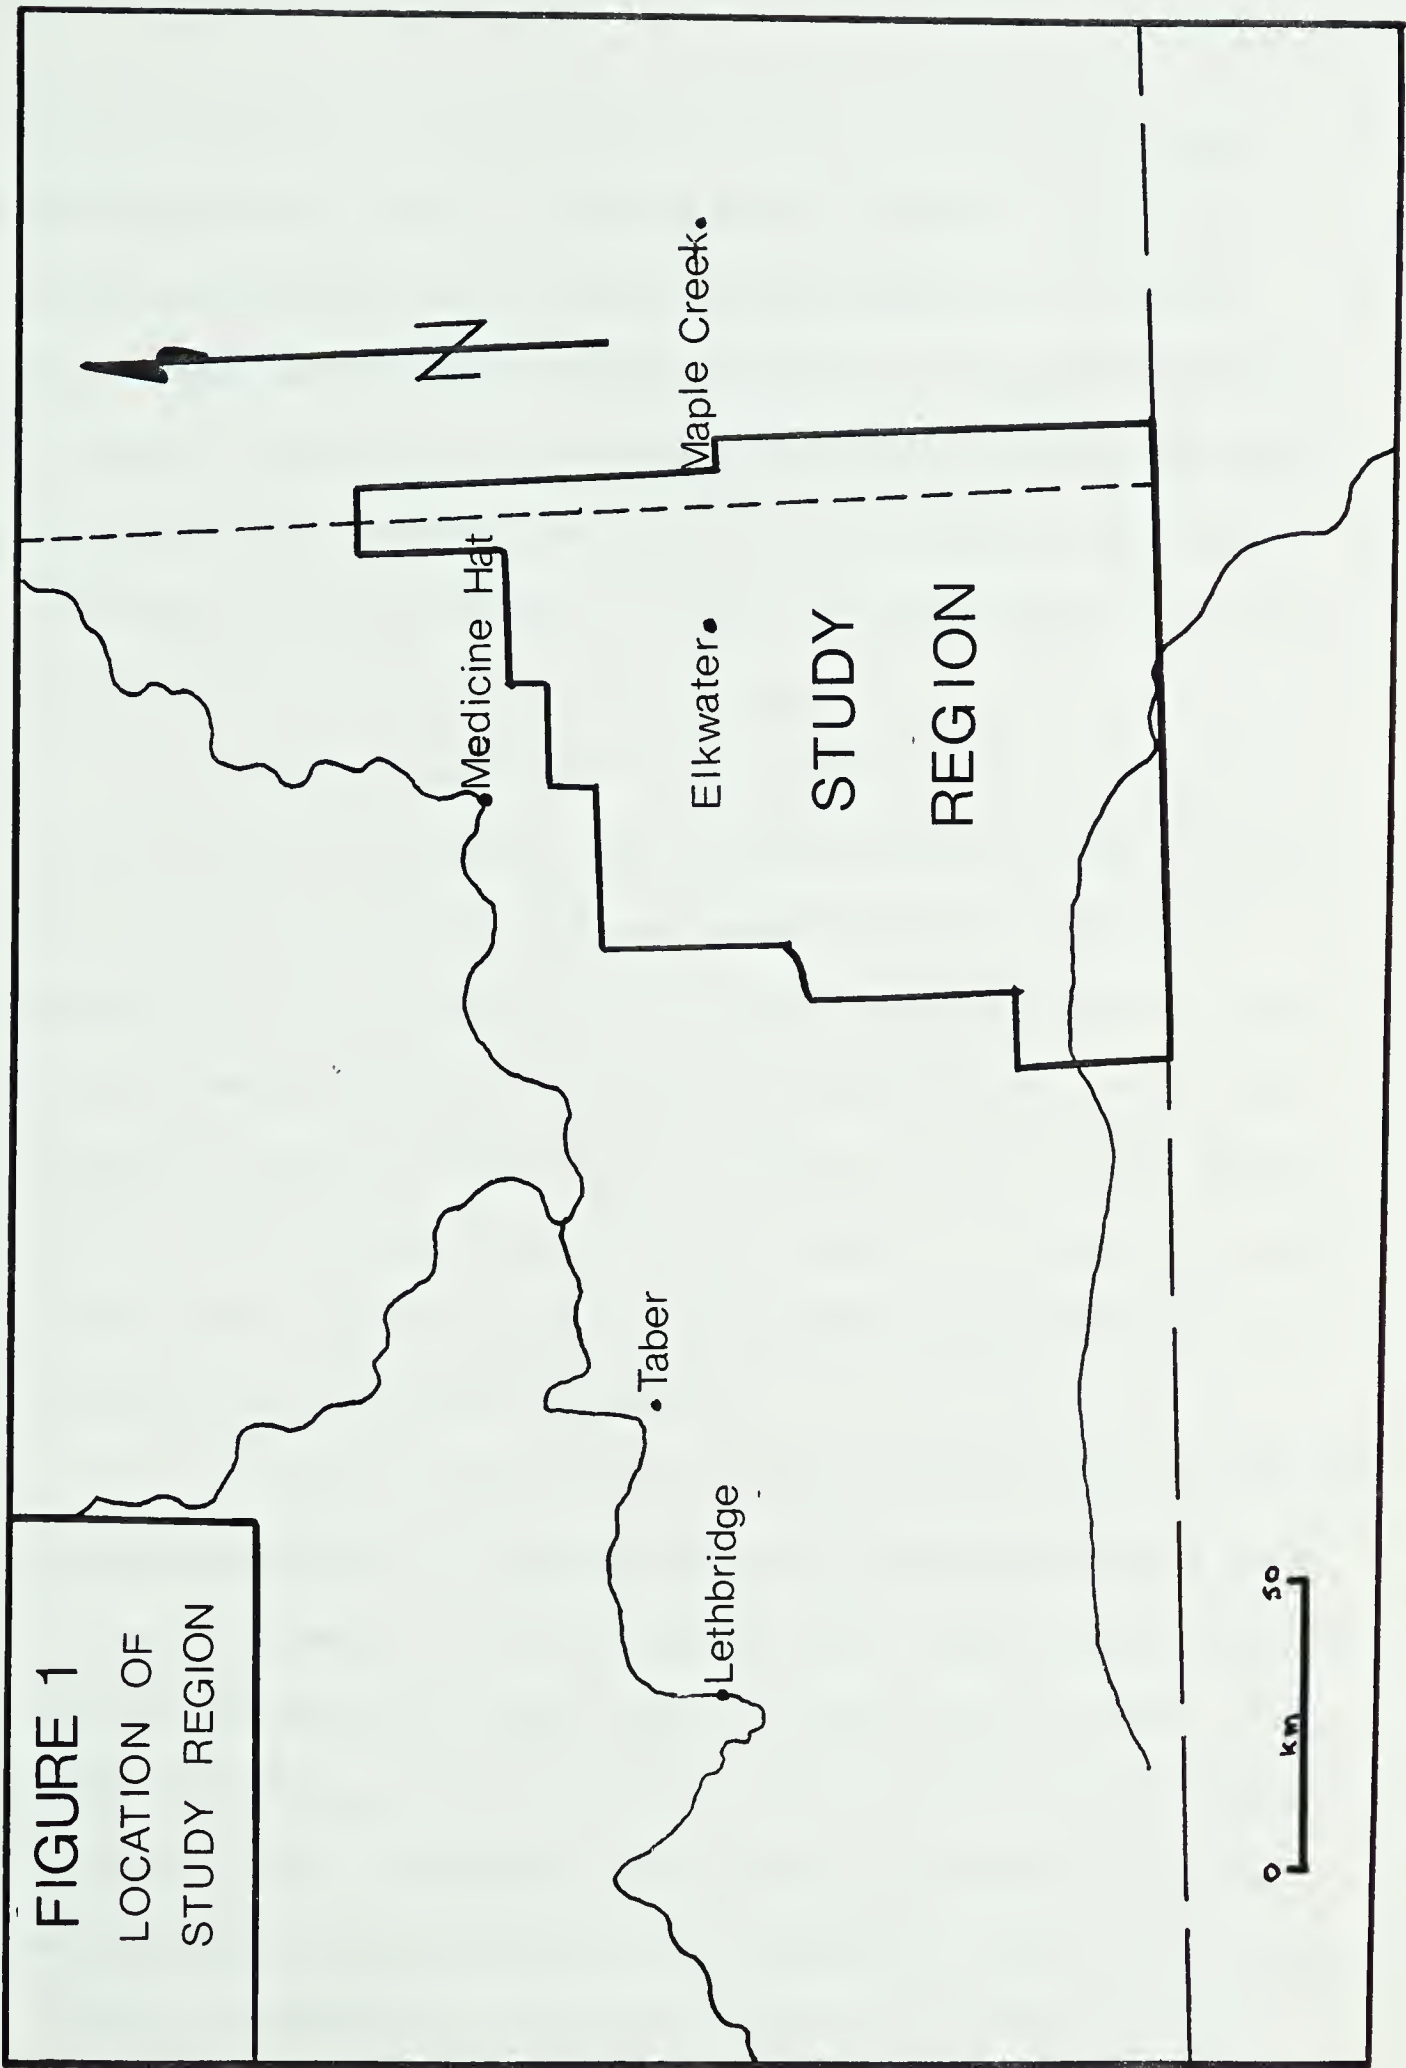 FIGURE 1
LOCATION OF
STUDY REGION
N
Medicine Hat
Maple Creek
Elkwater
STUDY
REGION
Taber
Lethbridge
0 km 50